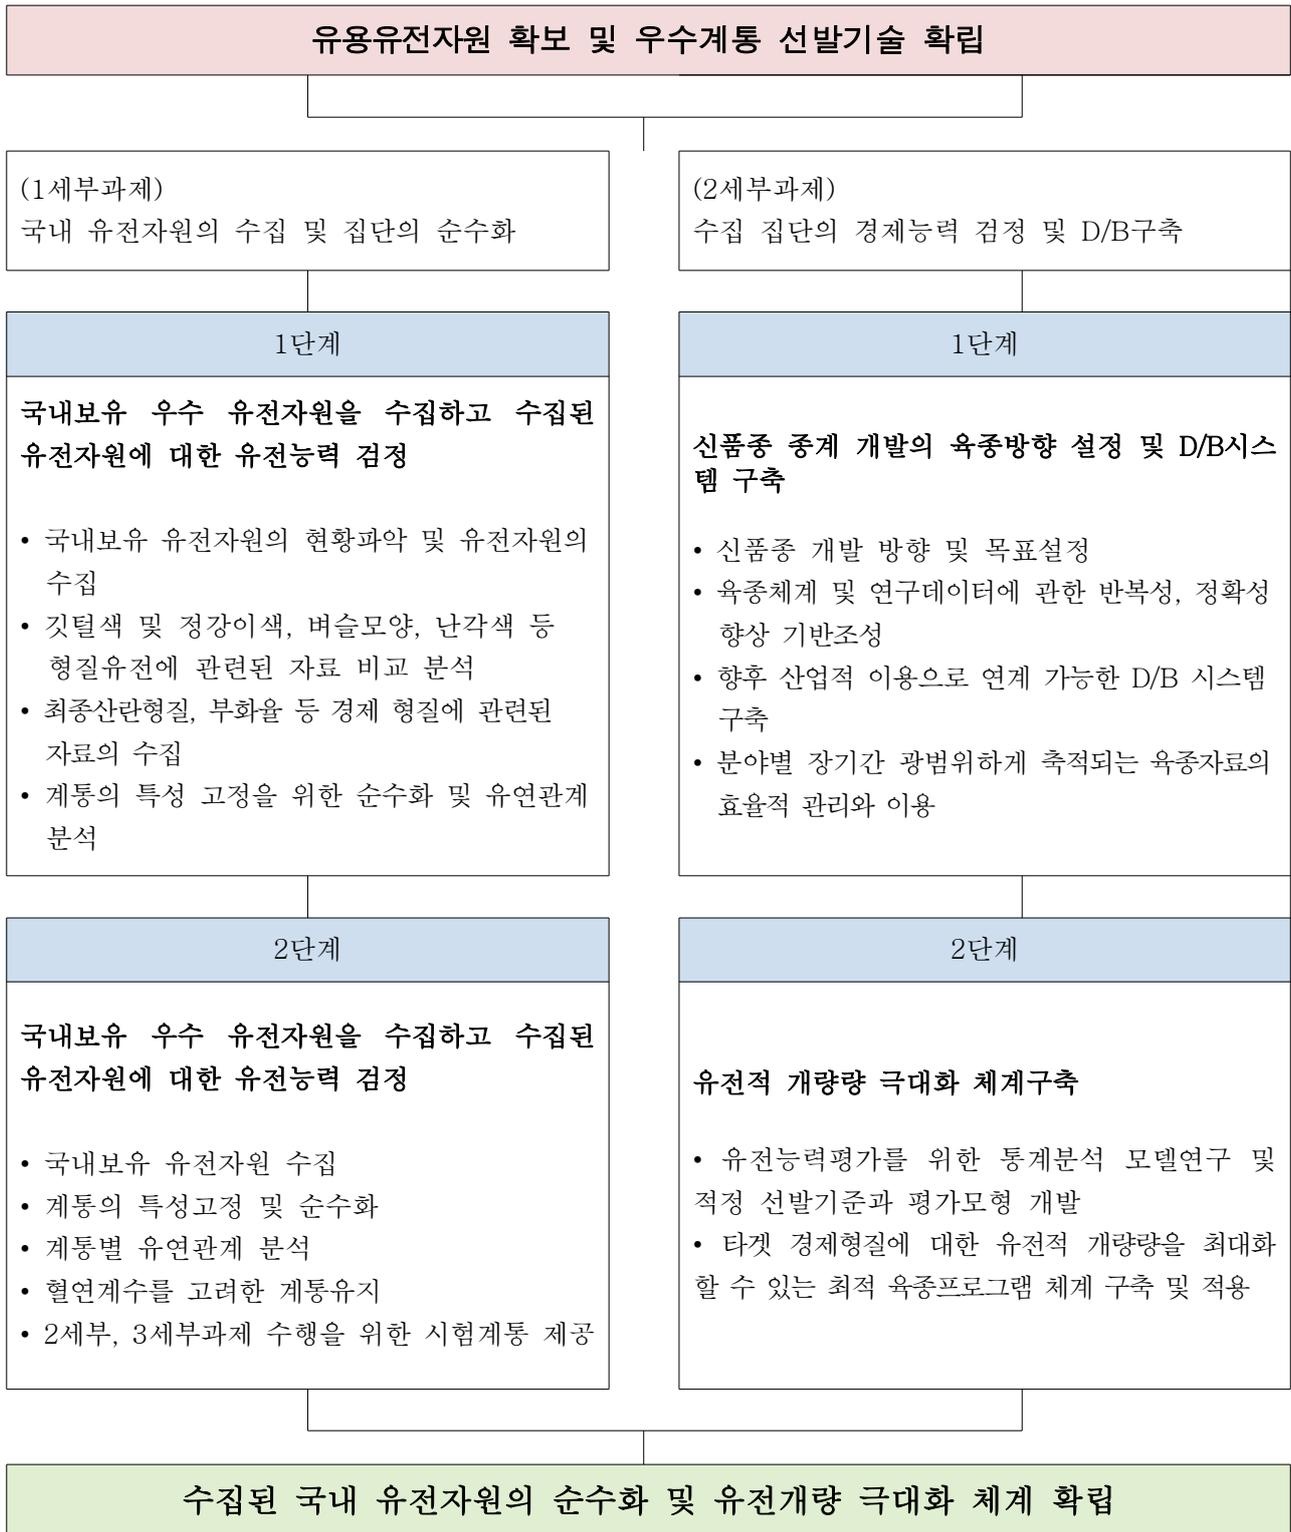 유용유전자원 확보 및 우수계통 선발기술 확립
(1세부과제)
국내 유전자원의 수집 및 집단의 순수화
1단계
국내보유 우수 유전자원을 수집하고 수집된
유전자원에 대한 유전능력 검정
• 국내보유 유전자원의 현황파악 및 유전자원의
수집
• 깃털색 및 정강이색, 벼슬모양, 난각색 등
형질유전에 관련된 자료 비교 분석
• 최종산란형질, 부화율 등 경제 형질에 관련된
자료의 수집
• 계통의 특성 고정을 위한 순수화 및 유연관계
분석
2단계
국내보유 우수 유전자원을 수집하고 수집된
유전자원에 대한 유전능력 검정
• 국내보유 유전자원 수집
• 계통의 특성고정 및 순수화
• 계통별 유연관계 분석
• 혈연계수를 고려한 계통유지
• 2세부, 3세부과제 수행을 위한 시험계통 제공
(2세부과제)
수집 집단의 경제능력 검정 및 D/B구축
1단계
신품종 종계 개발의 육종방향 설정 및 D/B시스
템 구축
• 신품종 개발 방향 및 목표설정
• 육종체계 및 연구데이터에 관한 반복성, 정확성
향상 기반조성
• 향후 산업적 이용으로 연계 가능한 D/B 시스템
구축
• 분야별 장기간 광범위하게 축적되는 육종자료의
효율적 관리와 이용
2단계
유전적 개량량 극대화 체계구축
• 유전능력평가를 위한 통계분석 모델연구 및
적정 선발기준과 평가모형 개발
• 타겟 경제형질에 대한 유전적 개량량을 최대화
할 수 있는 최적 육종프로그램 체계 구축 및 적용
수집된 국내 유전자원의 순수화 및 유전개량 극대화 체계 확립